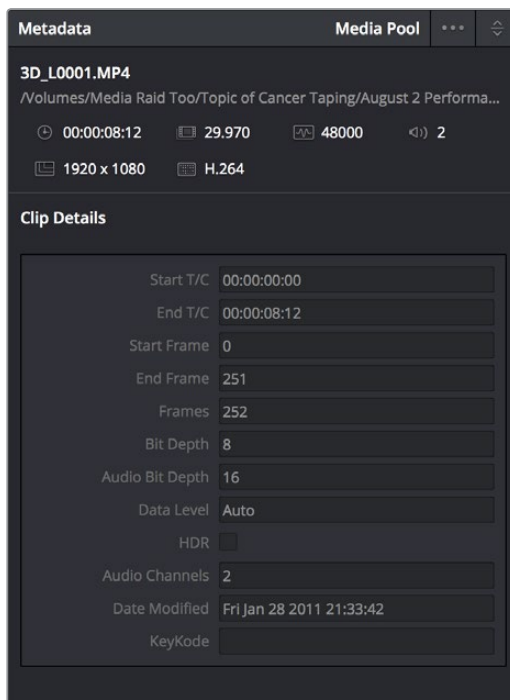 Metadata Media Pool
3D_L0001.MP4
/Volumes/Media Raid Too/Topic of Cancer Taping/August 2 Performa...
00:00:08:12 29.970 48000 2
1920 x 1080 H.264
Clip Details
Start T/C 00:00:00:00
End T/C 00:00:08:12
Start Frame 0
End Frame 251
Frames 252
Bit Depth 8
Audio Bit Depth 16
Data Level Auto
HDR
Audio Channels 2
Date Modified Fri Jan 28 2011 21:33:42
KeyKode